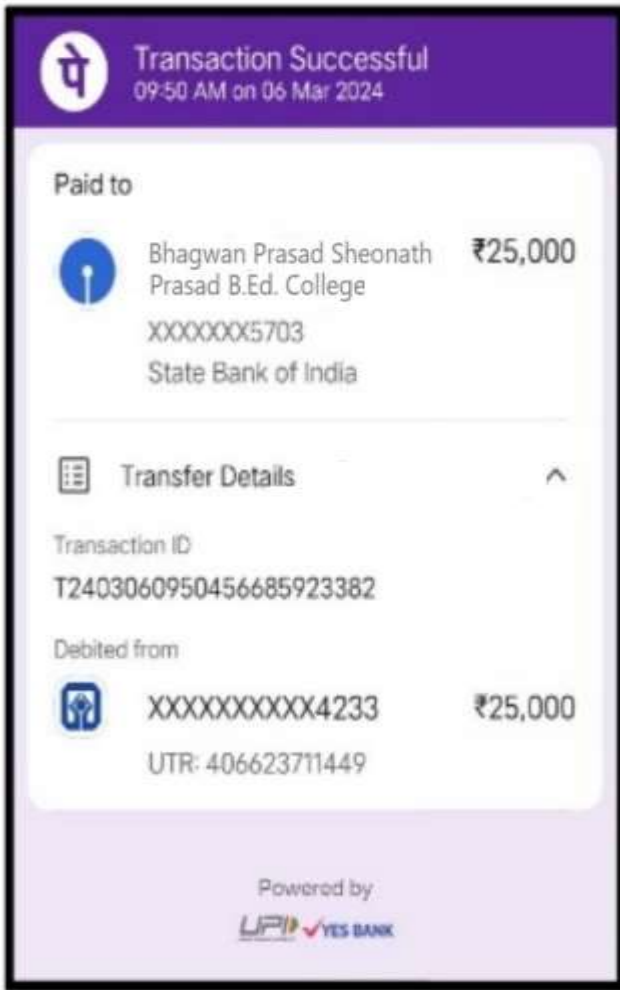 पे
Transaction Successful
09:50 AM on 06 Mar 2024
Paid to
Bhagwan Prasad Sheonath
Prasad B.Ed. College
₹25,000
XXXXXXX5703
State Bank of India
Transfer Details
Transaction ID
T2403060950456685923382
Debited from
XXXXXXXXXX4233
₹25,000
UTR: 406623711449
Powered by
UPI YES BANK